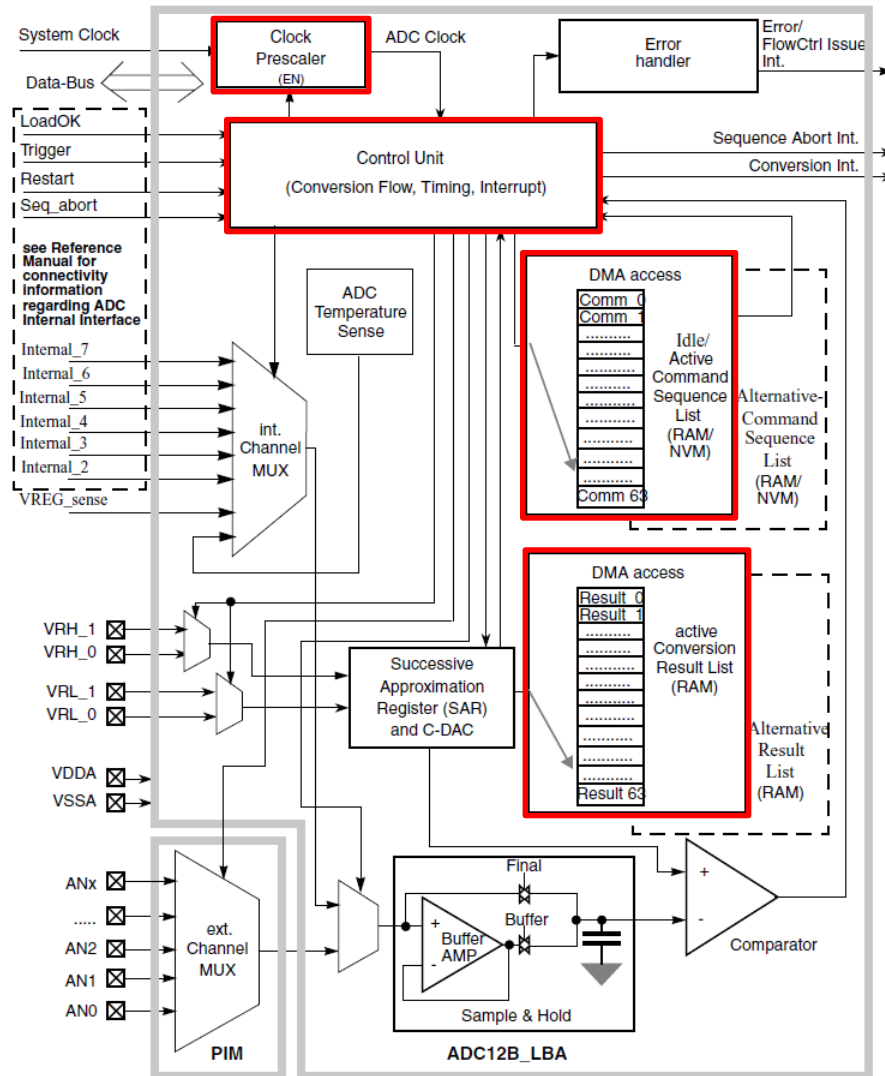 System Clock
Clock
Prescaler
(EN)
ADC Clock
Error
handler
Error/
FlowCtrl Issue
Int.
Data-Bus
LoadOK
Trigger
Restart
Seq_abort
Control Unit
(Conversion Flow, Timing, Interrupt)
Sequence Abort Int.
Conversion Int.
see Reference
Manual for
connectivity
information
regarding ADC
Internal Interface
Internal_7
Internal_6
Internal_5
Internal_4
Internal_3
Internal_2
VREG_sense
ADC
Temperature
Sense
int.
Channel
MUX
DMA access
Comm_0
Comm_1
..........
..........
..........
..........
..........
..........
...........
...........
...........
Comm 63
Idle/
Active
Command
Sequence
List
(RAM/
NVM)
Alternative-
Command
Sequence
List
(RAM/
NVM)
VRH_1
VRH_0
VRL_1
VRL_0
VDDA
VSSA
Successive
Approximation
Register (SAR)
and C-DAC
DMA access
Result_0
Result_1
..........
..........
..........
..........
..........
..........
...........
...........
...........
Result 63
active
Conversion
Result List
(RAM)
Alternative
Result
List
(RAM)
ANx
.....
AN2
AN1
AN0
ext.
Channel
MUX
PIM
Final
Buffer
+
-
Buffer
AMP
Sample & Hold
+
-
Comparator
ADC12B_LBA